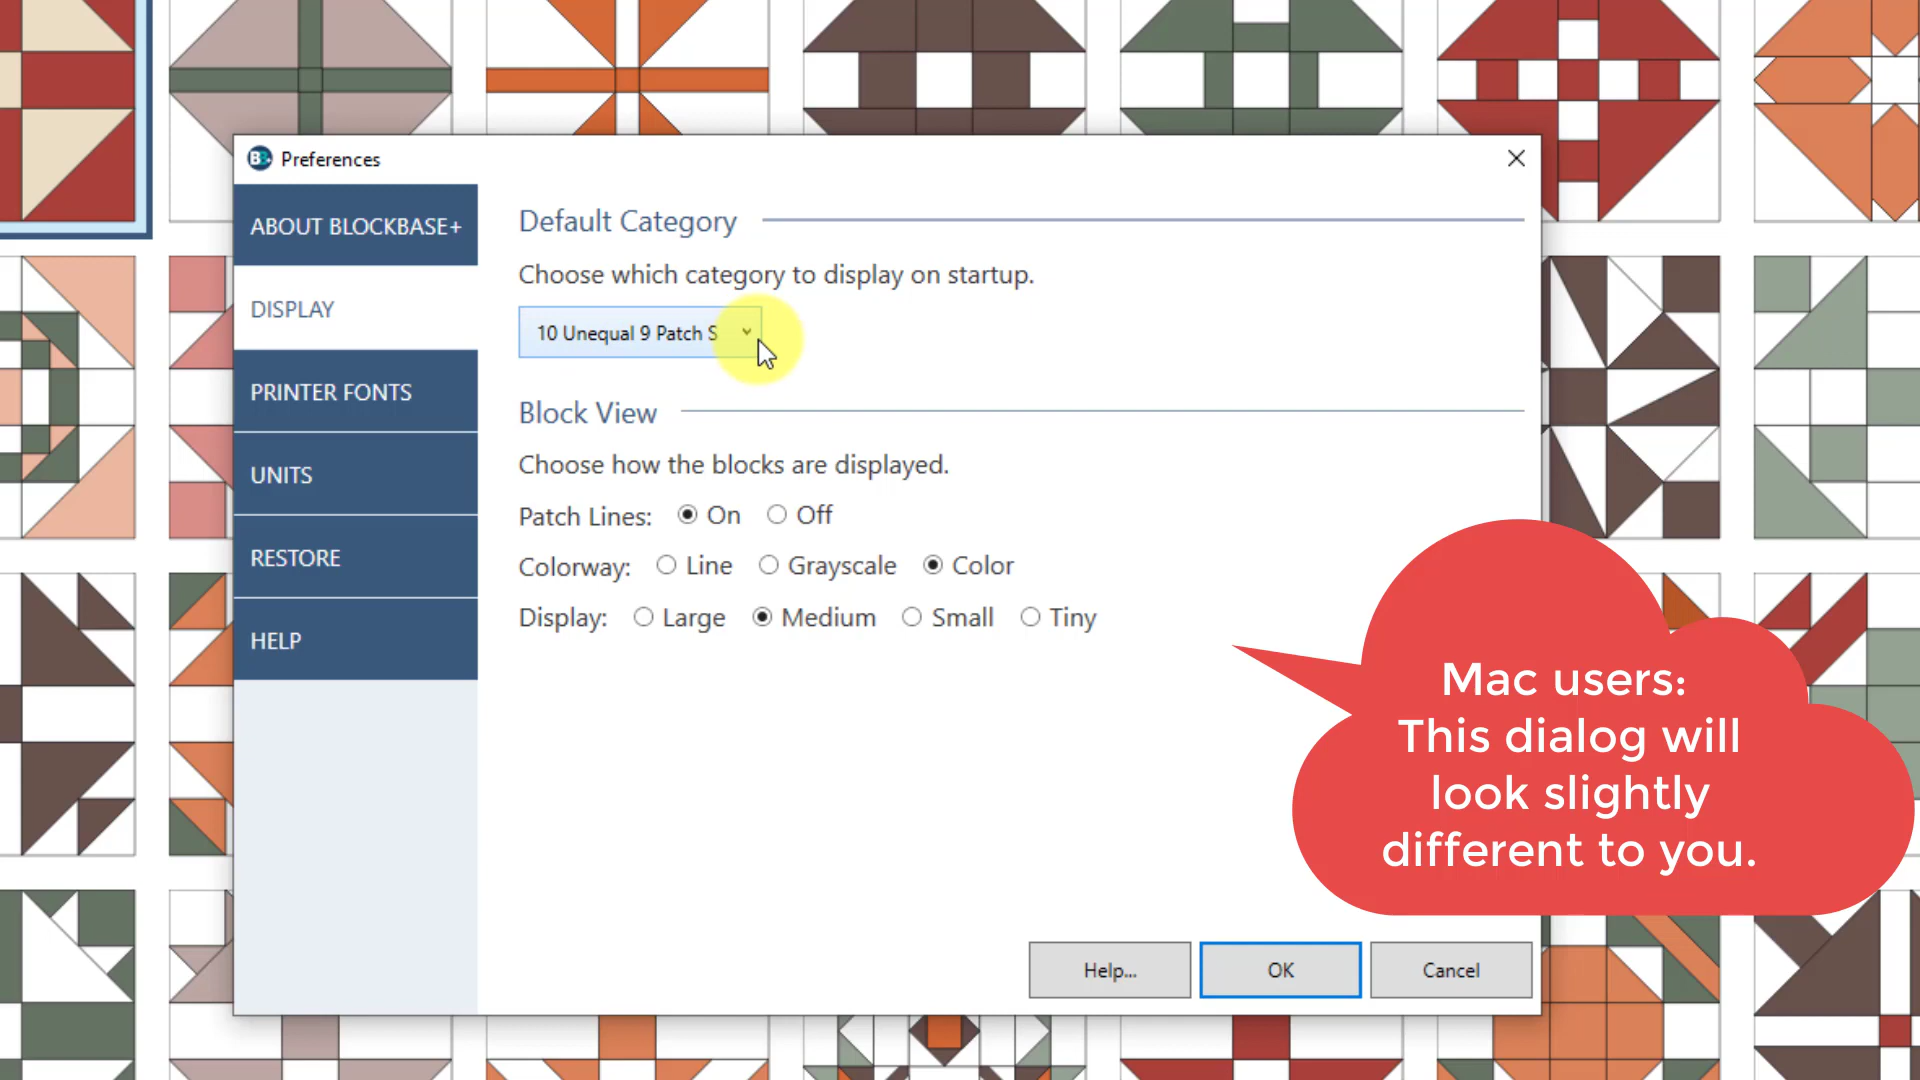 B3+ Preferences
ABOUT BLOCKBASE+
DISPLAY
PRINTER FONTS
UNITS
RESTORE
HELP
Default Category
Choose which category to display on startup.
10 Unequal 9 Patch S
Block View
Choose how the blocks are displayed.
Patch Lines: On Off
Colorway: Line Grayscale Color
Display: Large Medium Small Tiny
Mac users:
This dialog will
look slightly
different to you.
Help... OK Cancel